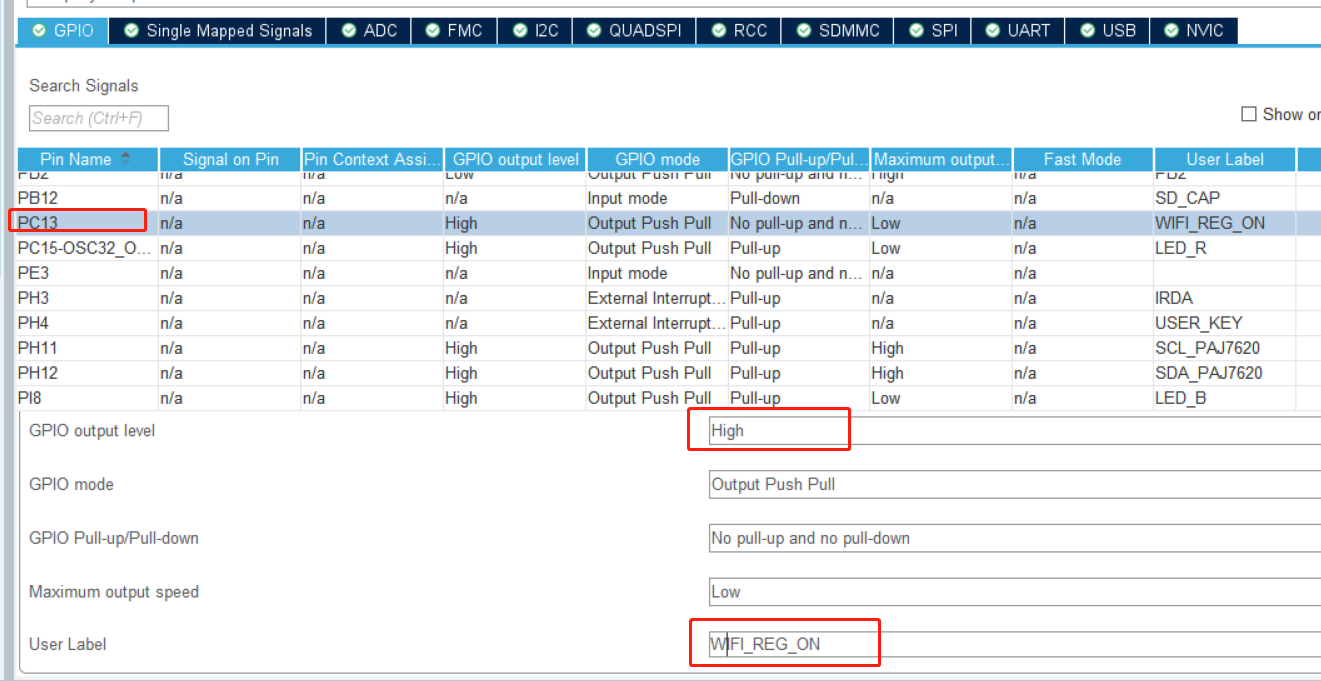 GPIO Single Mapped Signals ADC FMC I2C QUADSPI RCC SDMMC SPI UART USB NVIC
Search Signals
Search (Ctrl+F)
Show
Pin Name Signal on Pin Pin Context Assi... GPIO output level GPIO mode GPIO Pull-up/Pul... Maximum output... Fast Mode User Label
n/a n/a Low Output Push Pull No pull-up and n... High n/a
PB12 n/a n/a n/a Input mode Pull-down n/a n/a SD_CAP
PC13 n/a n/a High Output Push Pull No pull-up and n... Low n/a WIFI_REG_ON
PC15-OSC32_O... n/a n/a High Output Push Pull Pull-up Low n/a LED_R
PE3 n/a n/a n/a Input mode No pull-up and n... n/a n/a
PH3 n/a n/a n/a External Interrupt... Pull-up n/a n/a IRDA
PH4 n/a n/a n/a External Interrupt... Pull-up n/a n/a USER_KEY
PH11 n/a n/a High Output Push Pull Pull-up High n/a SCL_PAJ7620
PH12 n/a n/a High Output Push Pull Pull-up High n/a SDA_PAJ7620
PI8 n/a n/a High Output Push Pull Pull-up Low n/a LED_B
GPIO output level High
GPIO mode Output Push Pull
GPIO Pull-up/Pull-down No pull-up and no pull-down
Maximum output speed Low
User Label WIFI_REG_ON